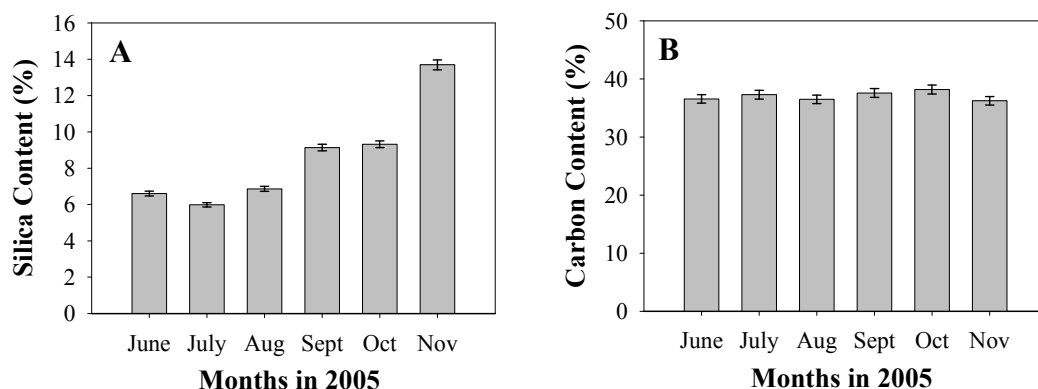 A
Silica Content (%)
16
14
12
10
8
6
4
2
0
June July Aug Sept Oct Nov
Months in 2005
B
Carbon Content (%)
50
40
30
20
10
0
June July Aug Sept Oct Nov
Months in 2005